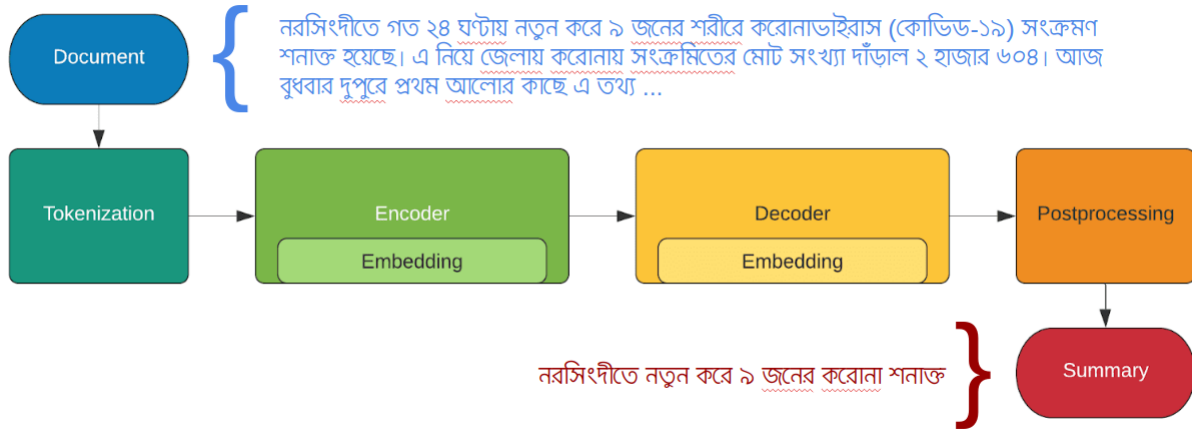 Document
নরসিংদীতে গত ২৪ ঘণ্টায় নতুন করে ৯ জনের শরীরে করোনাভাইরাস (কোভিড-১৯) সংক্রমণ
শনাক্ত হয়েছে। এ নিয়ে জেলায় করোনায় সংক্রমিতের মোট সংখ্যা দাঁড়াল ২ হাজার ৬০৪। আজ
বুধবার দুপুরে প্রথম আলোর কাছে এ তথ্য ...
Tokenization
Encoder
Embedding
Decoder
Embedding
Postprocessing
নরসিংদীতে নতুন করে ৯ জনের করোনা শনাক্ত
Summary